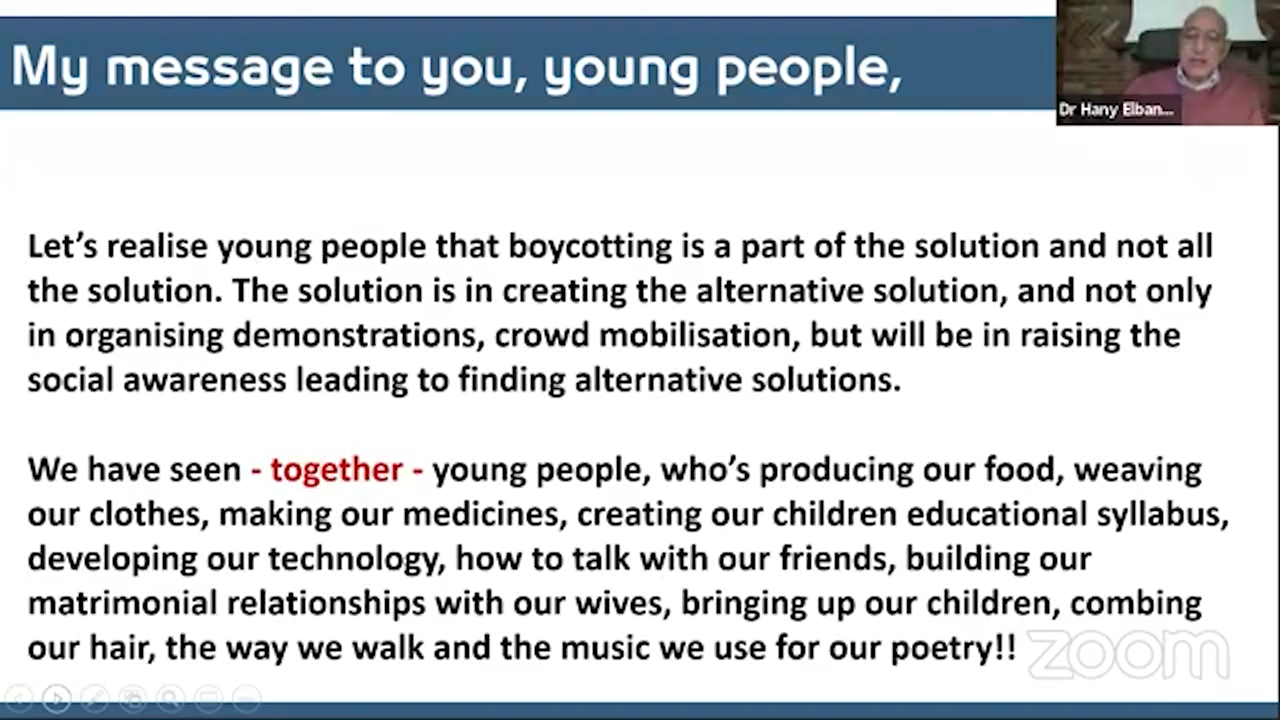 My message to you, young people,
Dr Hany Elban...
Let's realise young people that boycotting is a part of the solution and not all
the solution. The solution is in creating the alternative solution, and not only
in organising demonstrations, crowd mobilisation, but will be in raising the
social awareness leading to finding alternative solutions.
We have seen - together - young people, who's producing our food, weaving
our clothes, making our medicines, creating our children educational syllabus,
developing our technology, how to talk with our friends, building our
matrimonial relationships with our wives, bringing up our children, combing
our hair, the way we walk and the music we use for our poetry!!
zoom